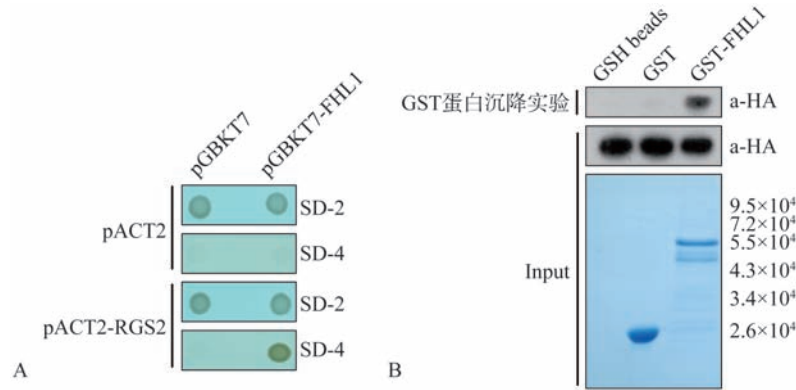 pGBKT7
pGBKT7-FHL1
pACT2
SD-2
SD-4
pACT2-RGS2
SD-2
SD-4
A
GSH beads
GST
GST-FHL1
GST蛋白沉降实验
a-HA
a-HA
Input
9.5×10⁴
7.2×10⁴
5.5×10⁴
4.3×10⁴
3.4×10⁴
2.6×10⁴
B